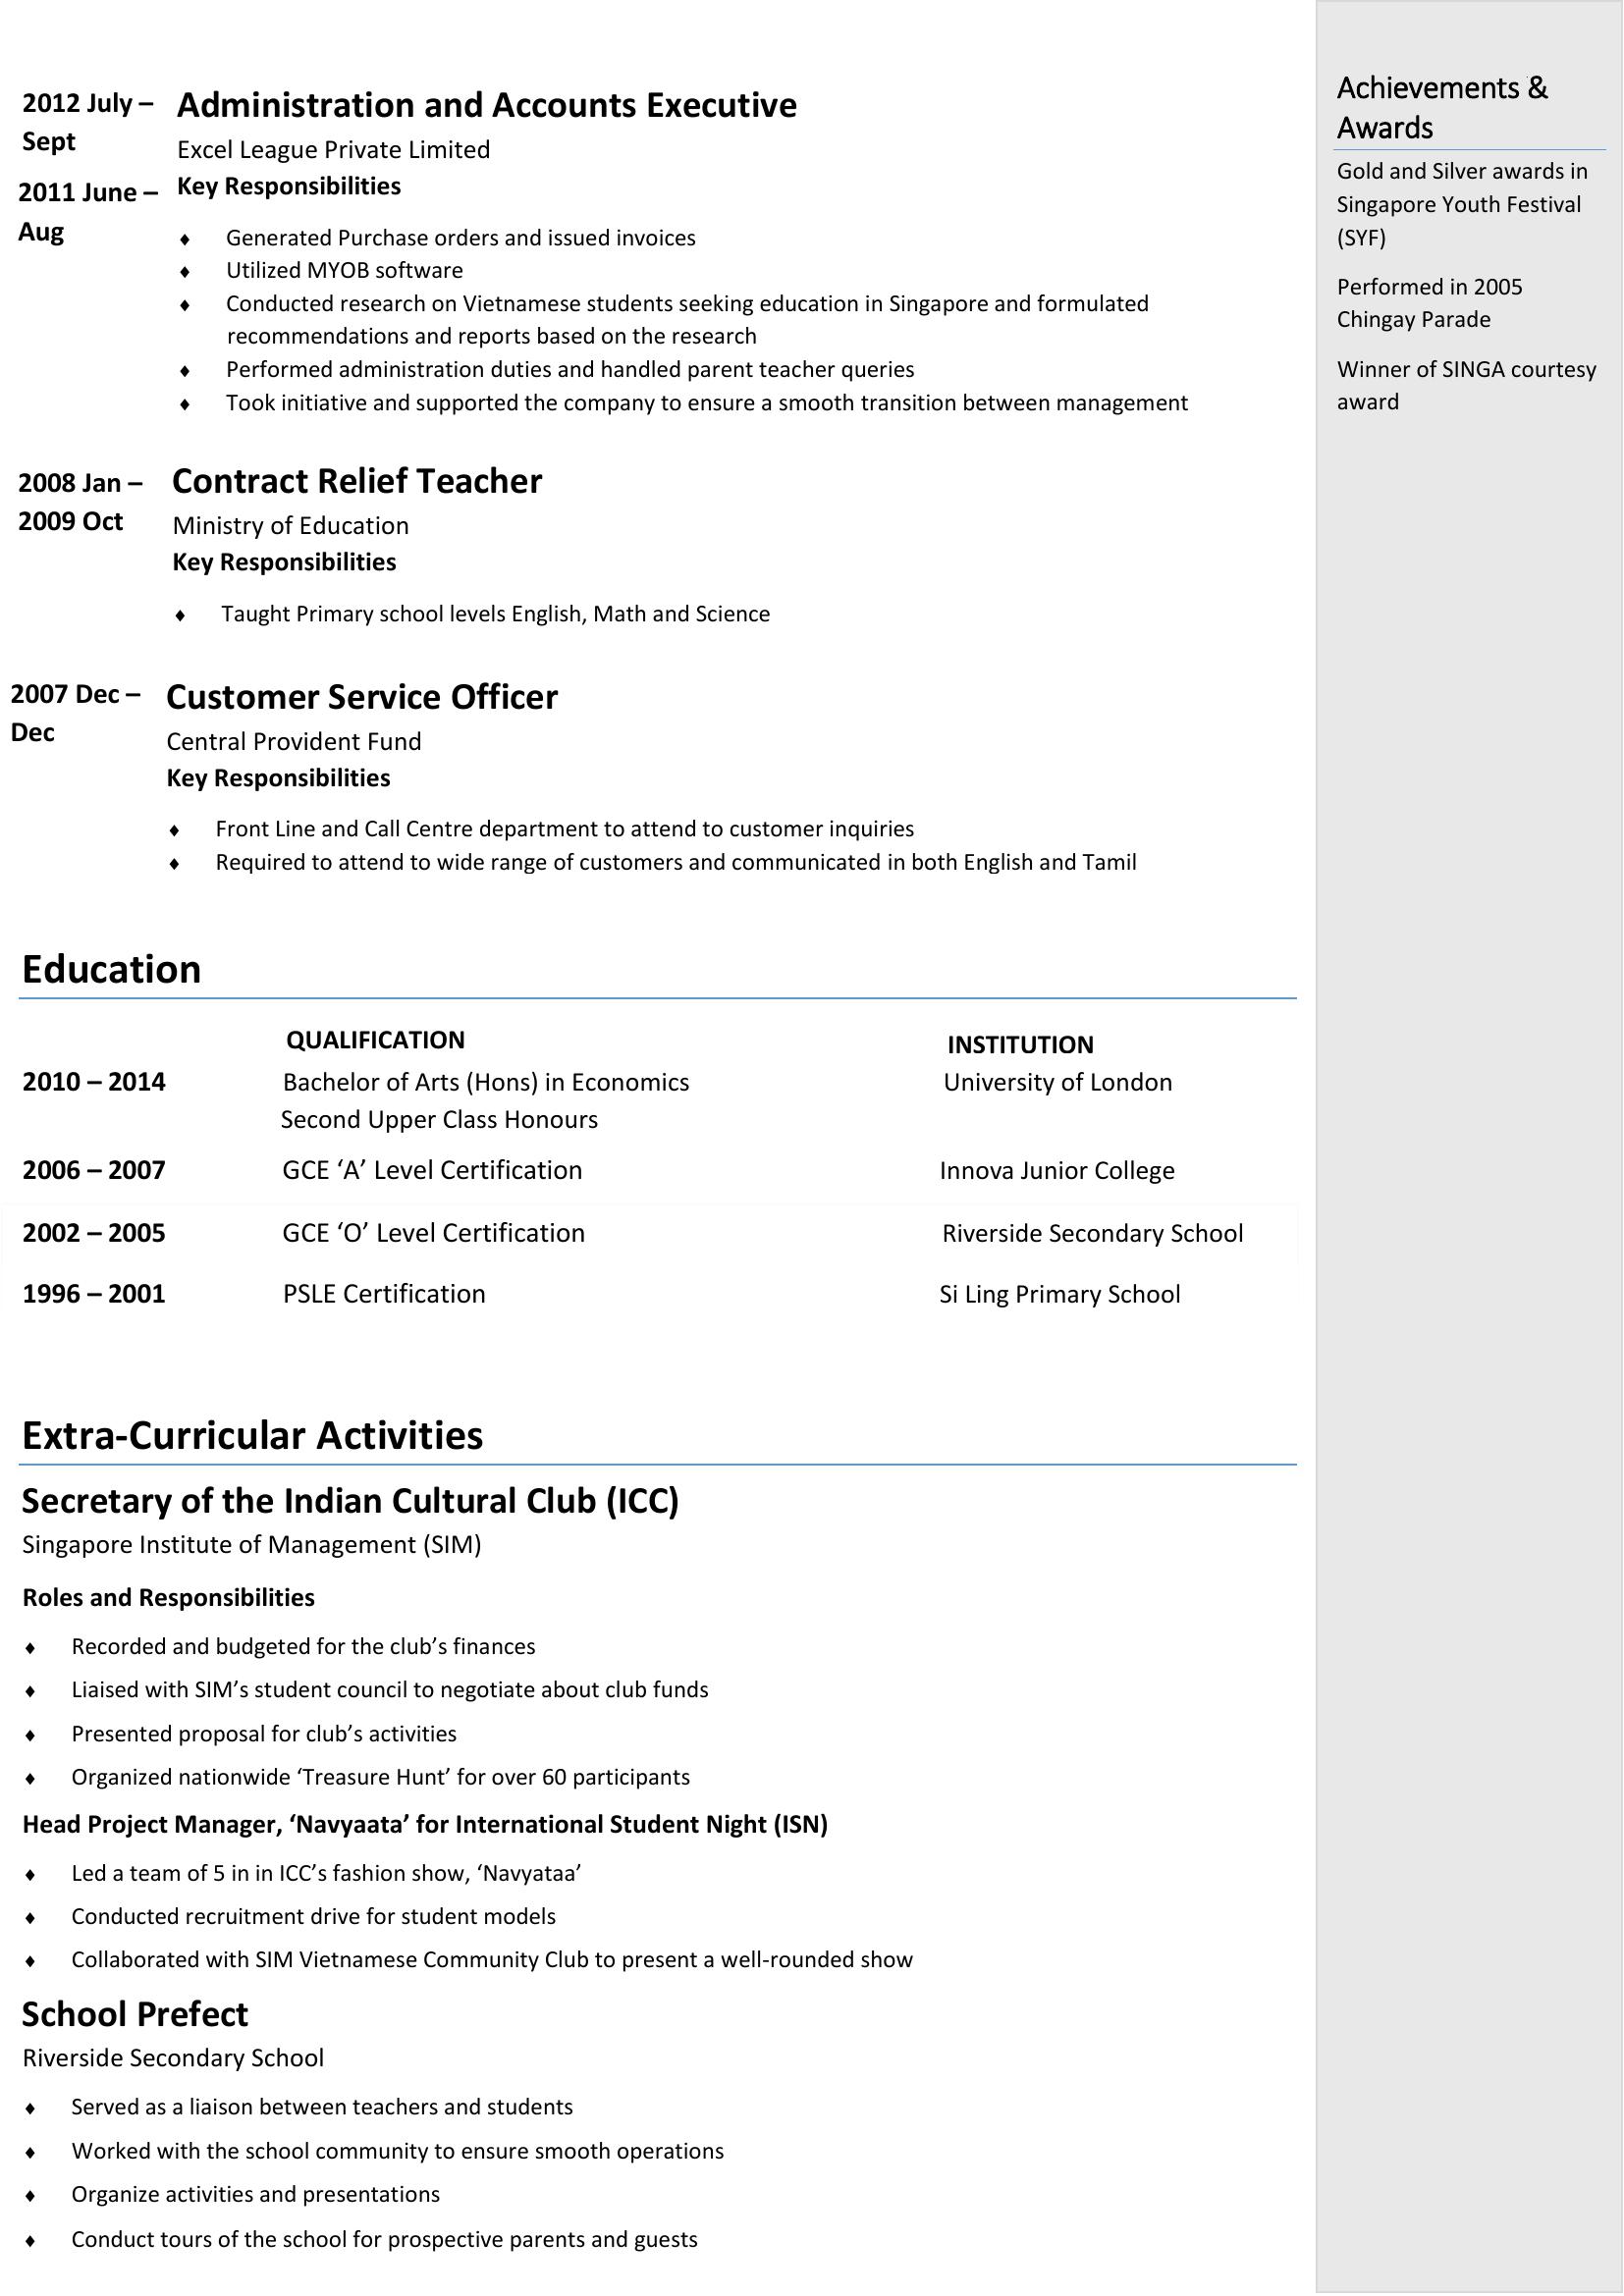 2012 July –
Sept
2011 June –
Aug
Administration and Accounts Executive
Excel League Private Limited
Key Responsibilities
♦ Generated Purchase orders and issued invoices
♦ Utilized MYOB software
♦ Conducted research on Vietnamese students seeking education in Singapore and formulated
recommendations and reports based on the research
♦ Performed administration duties and handled parent teacher queries
♦ Took initiative and supported the company to ensure a smooth transition between management
2008 Jan –
2009 Oct
Contract Relief Teacher
Ministry of Education
Key Responsibilities
♦ Taught Primary school levels English, Math and Science
2007 Dec –
Dec
Customer Service Officer
Central Provident Fund
Key Responsibilities
♦ Front Line and Call Centre department to attend to customer inquiries
♦ Required to attend to wide range of customers and communicated in both English and Tamil
Education
QUALIFICATION INSTITUTION
2010 – 2014 Bachelor of Arts (Hons) in Economics University of London
Second Upper Class Honours
2006 – 2007 GCE ‘A’ Level Certification Innova Junior College
2002 – 2005 GCE ‘O’ Level Certification Riverside Secondary School
1996 – 2001 PSLE Certification Si Ling Primary School
Extra-Curricular Activities
Secretary of the Indian Cultural Club (ICC)
Singapore Institute of Management (SIM)
Roles and Responsibilities
♦ Recorded and budgeted for the club’s finances
♦ Liaised with SIM’s student council to negotiate about club funds
♦ Presented proposal for club’s activities
♦ Organized nationwide ‘Treasure Hunt’ for over 60 participants
Head Project Manager, ‘Navyaata’ for International Student Night (ISN)
♦ Led a team of 5 in in ICC’s fashion show, ‘Navyataa’
♦ Conducted recruitment drive for student models
♦ Collaborated with SIM Vietnamese Community Club to present a well-rounded show
School Prefect
Riverside Secondary School
♦ Served as a liaison between teachers and students
♦ Worked with the school community to ensure smooth operations
♦ Organize activities and presentations
♦ Conduct tours of the school for prospective parents and guests
Achievements &
Awards
Gold and Silver awards in
Singapore Youth Festival
(SYF)
Performed in 2005
Chingay Parade
Winner of SINGA courtesy
award